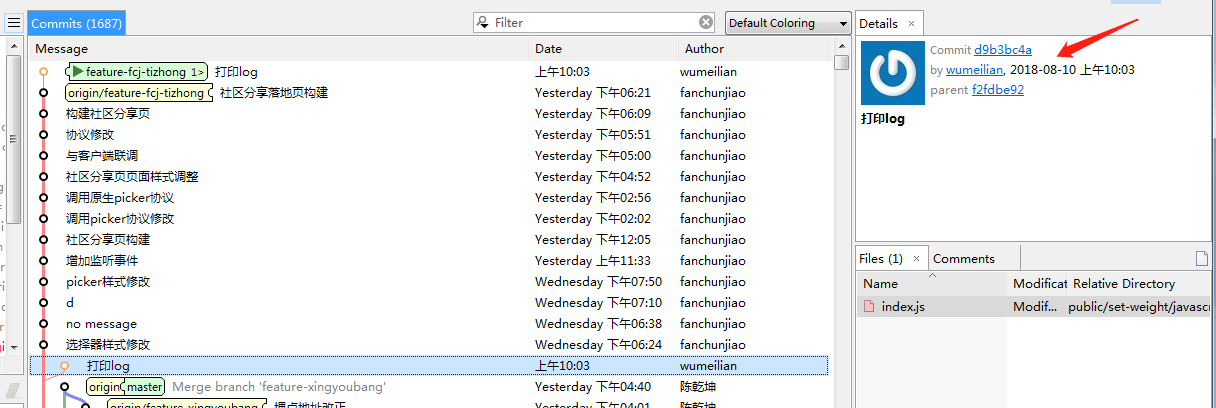 Commits (1687)
Filter
Default Coloring
Message Date Author
feature-fcj-tizhong 1> 打印log 上午10:03 wumeilian
origin/feature-fcj-tizhong 社区分享落地页构建 Yesterday 下午06:21 fanchunjiao
构建社区分享页 Yesterday 下午06:09 fanchunjiao
协议修改 Yesterday 下午05:51 fanchunjiao
与客户端联调 Yesterday 下午05:00 fanchunjiao
社区分享页页面样式调整 Yesterday 下午04:52 fanchunjiao
调用原生picker协议 Yesterday 下午02:56 fanchunjiao
调用picker协议修改 Yesterday 下午02:02 fanchunjiao
社区分享页构建 Yesterday 下午12:05 fanchunjiao
增加监听事件 Yesterday 上午11:33 fanchunjiao
picker样式修改 Wednesday 下午07:50 fanchunjiao
d Wednesday 下午07:10 fanchunjiao
no message Wednesday 下午06:38 fanchunjiao
选择器样式修改 Wednesday 下午06:24 fanchunjiao
打印log 上午10:03 wumeilian
origin master Merge branch 'feature-xingyoubang' Yesterday 下午04:40 陈乾坤
origin/feature-xingyoubang 埋点地址改正 Yesterday 下午04:01 陈乾坤
Details ×
Commit d9b3bc4a
by wumeilian, 2018-08-10 上午10:03
parent f2fdbe92
打印log
Files (1) × Comments
Name Modificat Relative Directory
index.js Modif... public/set-weight/javasc